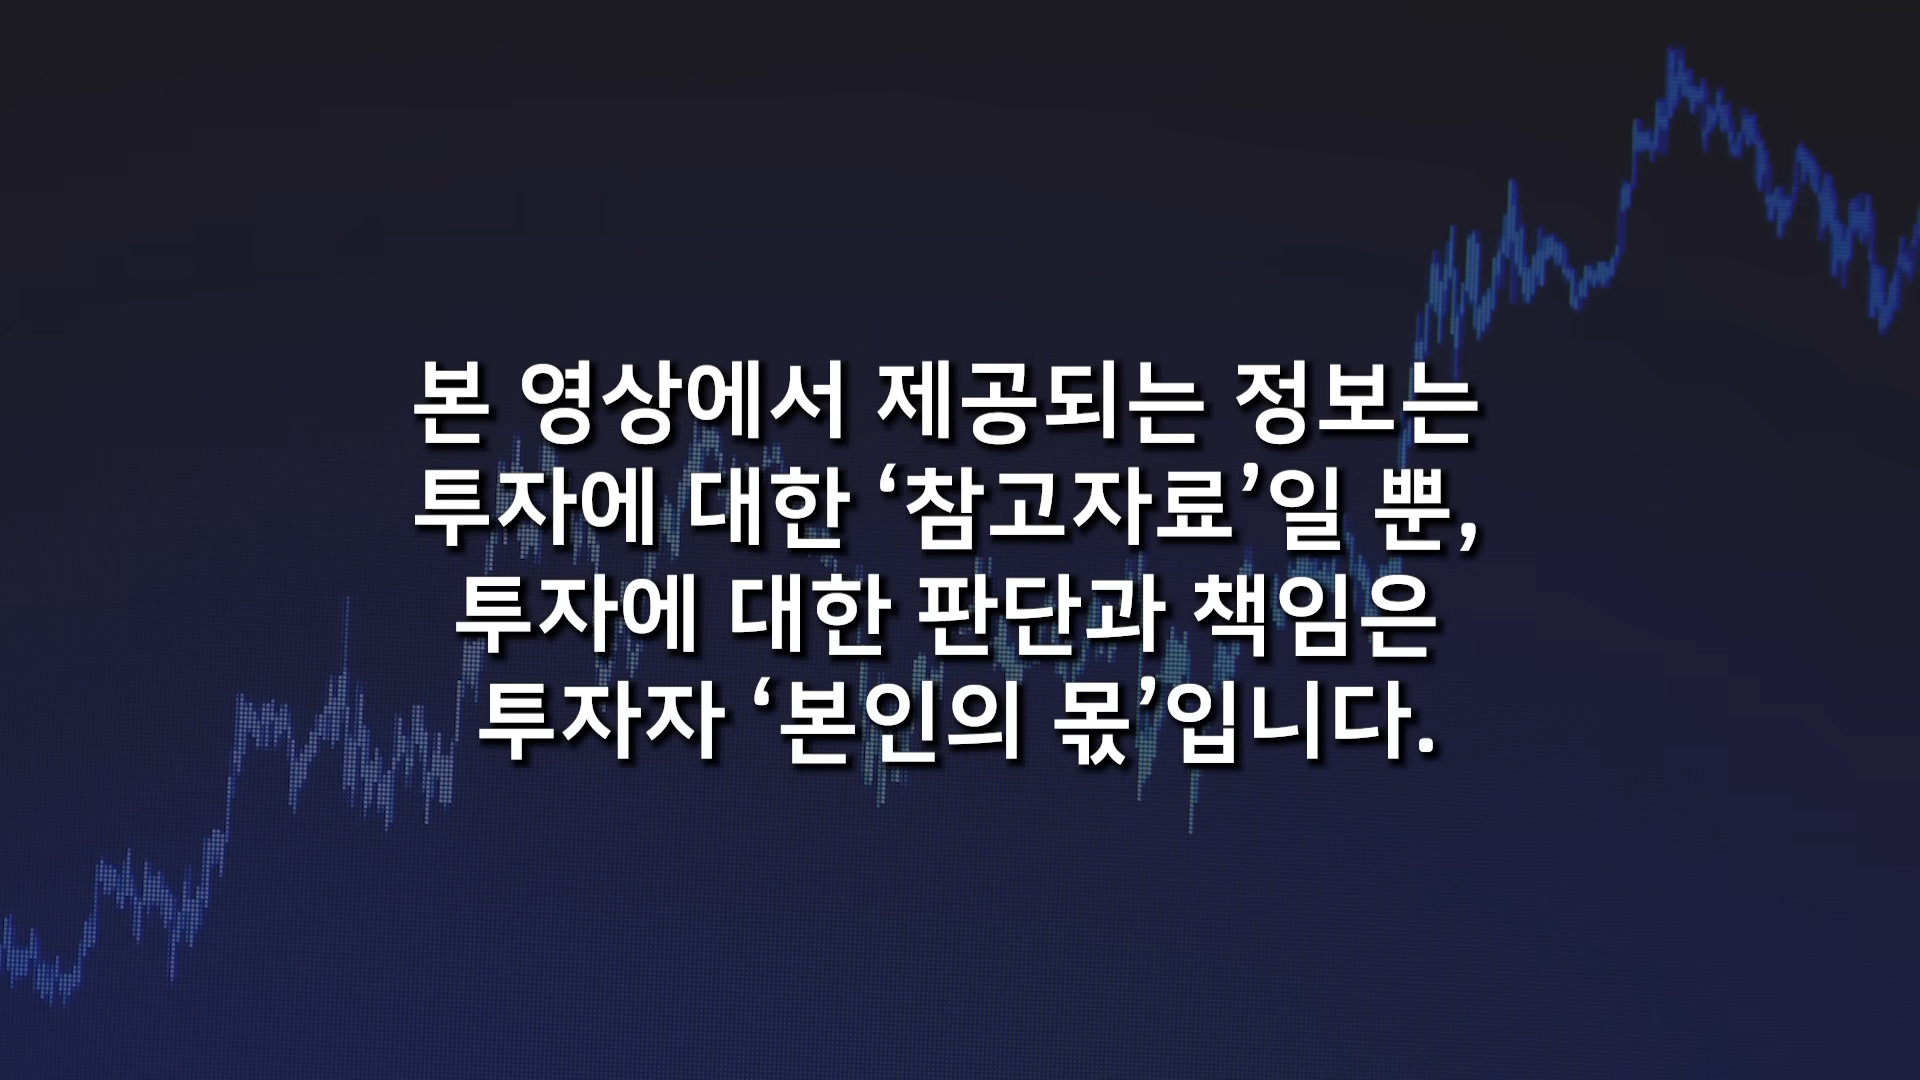 본 영상에서 제공되는 정보는
투자에 대한 ‘참고자료’일 뿐,
투자에 대한 판단과 책임은
투자자 ‘본인의 몫’입니다.